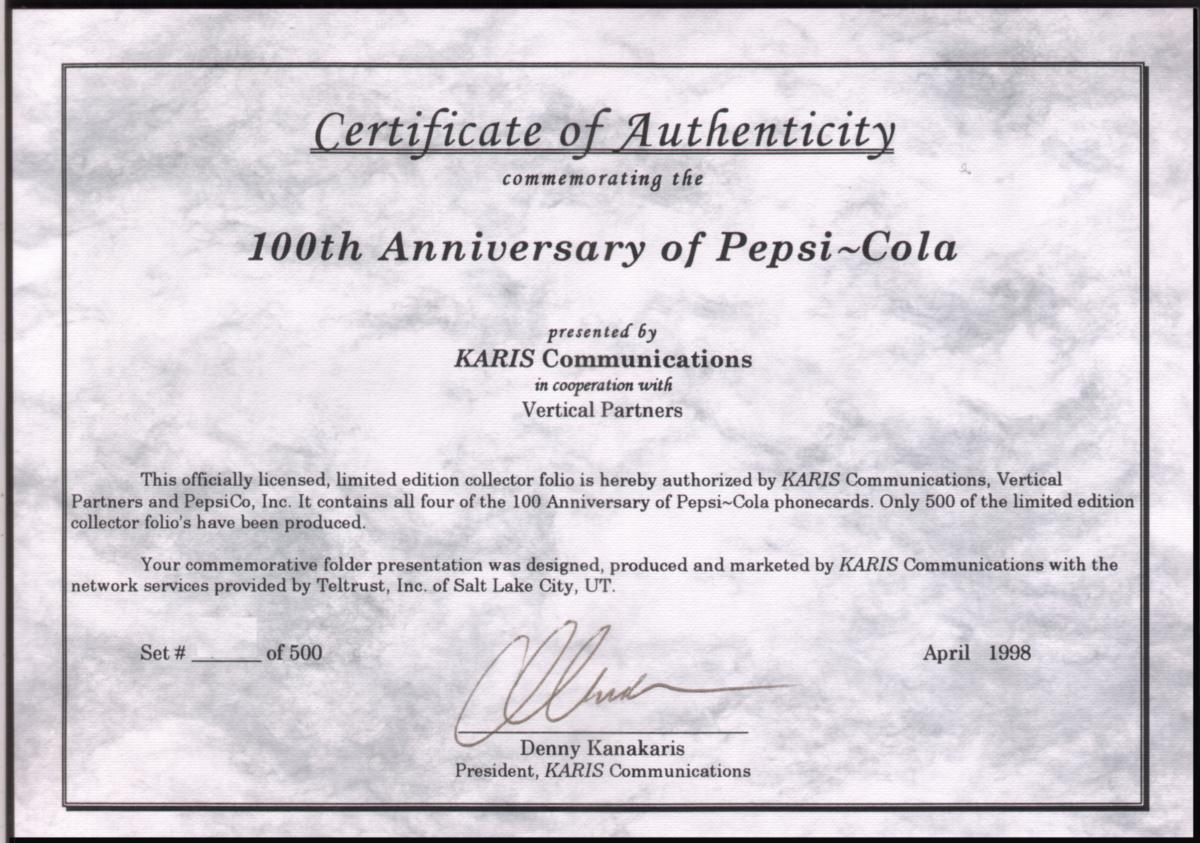 Certificate of Authenticity
commemorating the
100th Anniversary of Pepsi~Cola
presented by
KARIS Communications
in cooperation with
Vertical Partners
This officially licensed, limited edition collector folio is hereby authorized by KARIS Communications, Vertical
Partners and PepsiCo, Inc. It contains all four of the 100 Anniversary of Pepsi~Cola phonecards. Only 500 of the limited edition
collector folio's have been produced.
Your commemorative folder presentation was designed, produced and marketed by KARIS Communications with the
network services provided by Teltrust, Inc. of Salt Lake City, UT.
Set # ______ of 500
April 1998
Denny Kanakaris
President, KARIS Communications